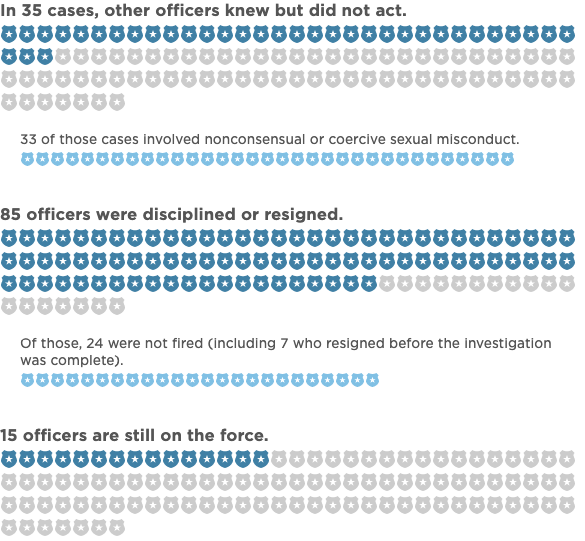 In 35 cases, other officers knew but did not act.
33 of those cases involved nonconsensual or coercive sexual misconduct.
85 officers were disciplined or resigned.
Of those, 24 were not fired (including 7 who resigned before the investigation
was complete).
15 officers are still on the force.